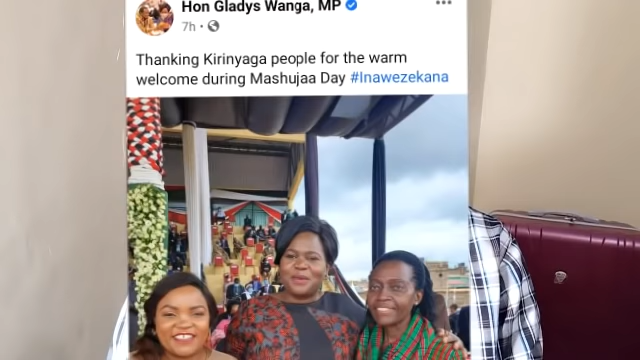 Hon Gladys Wanga, MP
7h ·
Thanking Kirinyaga people for the warm
welcome during Mashujaa Day #Inawezekana